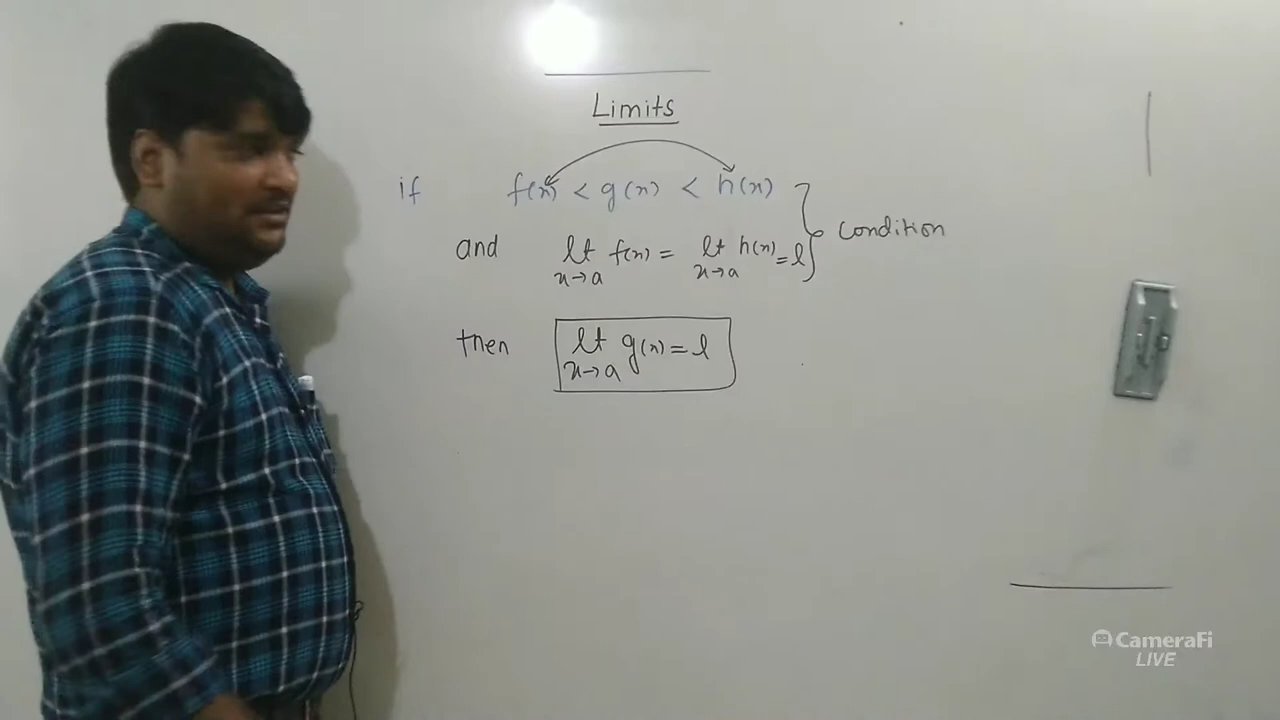 Limits
if f(x) < g(x) < h(x)
and lt x→a f(x) = lt x→a h(x) = l } condition
then lt x→a g(x) = l
CameraFi
LIVE